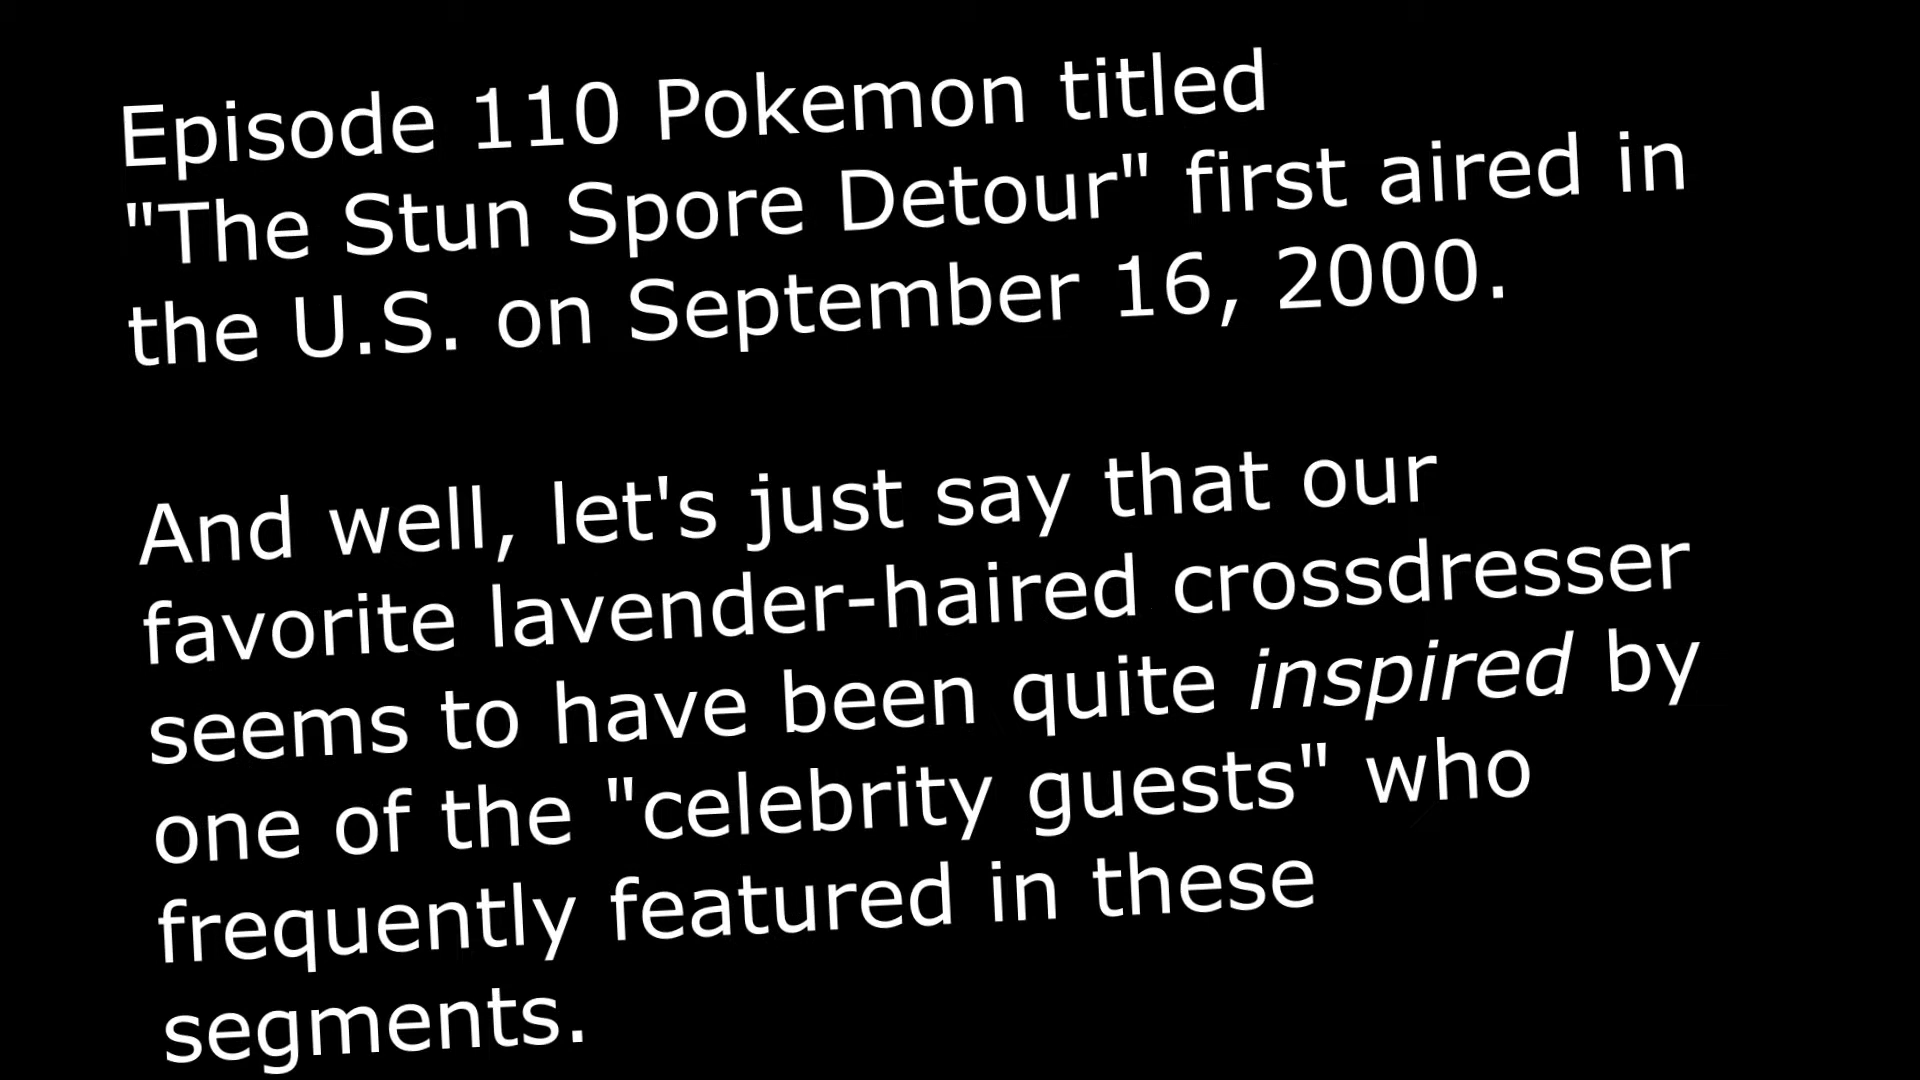 Episode 110 Pokemon titled
"The Stun Spore Detour" first aired in
the U.S. on September 16, 2000.
And well, let's just say that our
favorite lavender-haired crossdresser
seems to have been quite inspired by
one of the "celebrity guests" who
frequently featured in these
segments.